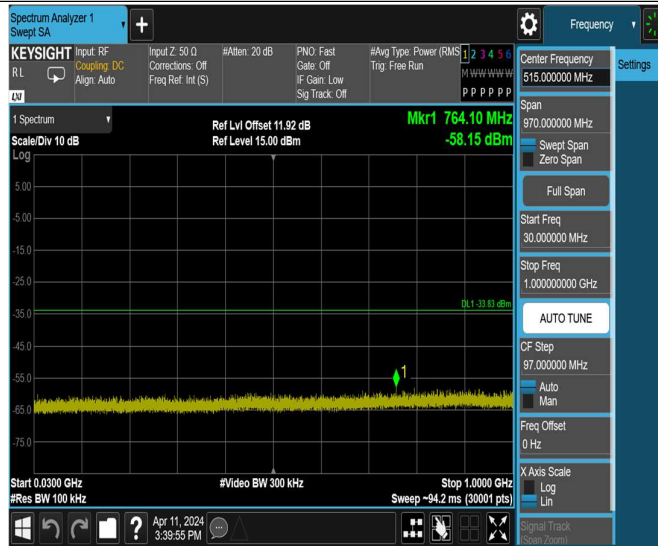 Spectrum Analyzer 1
Swept SA
Frequency
KEYSIGHT
RL
LXI
Input: RF
Coupling: DC
Align: Auto
Input Z: 50 Ω
Corrections: Off
Freq Ref: Int (S)
#Atten: 20 dB
PNO: Fast
Gate: Off
IF Gain: Low
Sig Track: Off
#Avg Type: Power (RMS
Trig: Free Run
1 2 3 4 5 6
M W W W W W
P P P P P P
Center Frequency
515.000000 MHz
Settings
Span
970.000000 MHz
Swept Span
Zero Span
Full Span
Start Freq
30.000000 MHz
Stop Freq
1.000000000 GHz
AUTO TUNE
CF Step
97.000000 MHz
Auto
Man
Freq Offset
0 Hz
X Axis Scale
Log
Lin
Signal Track
(Span Zoom)
1 Spectrum
Scale/Div 10 dB
Log
Ref Lvl Offset 11.92 dB
Ref Level 15.00 dBm
Mkr1 764.10 MHz
-58.15 dBm
5.00
-5.00
-15.0
-25.0
DL1 -33.83 dBm
-35.0
-45.0
1
-55.0
-65.0
-75.0
Start 0.0300 GHz
#Res BW 100 kHz
#Video BW 300 kHz
Stop 1.0000 GHz
Sweep ~94.2 ms (30001 pts)
Apr 11, 2024
3:39:55 PM